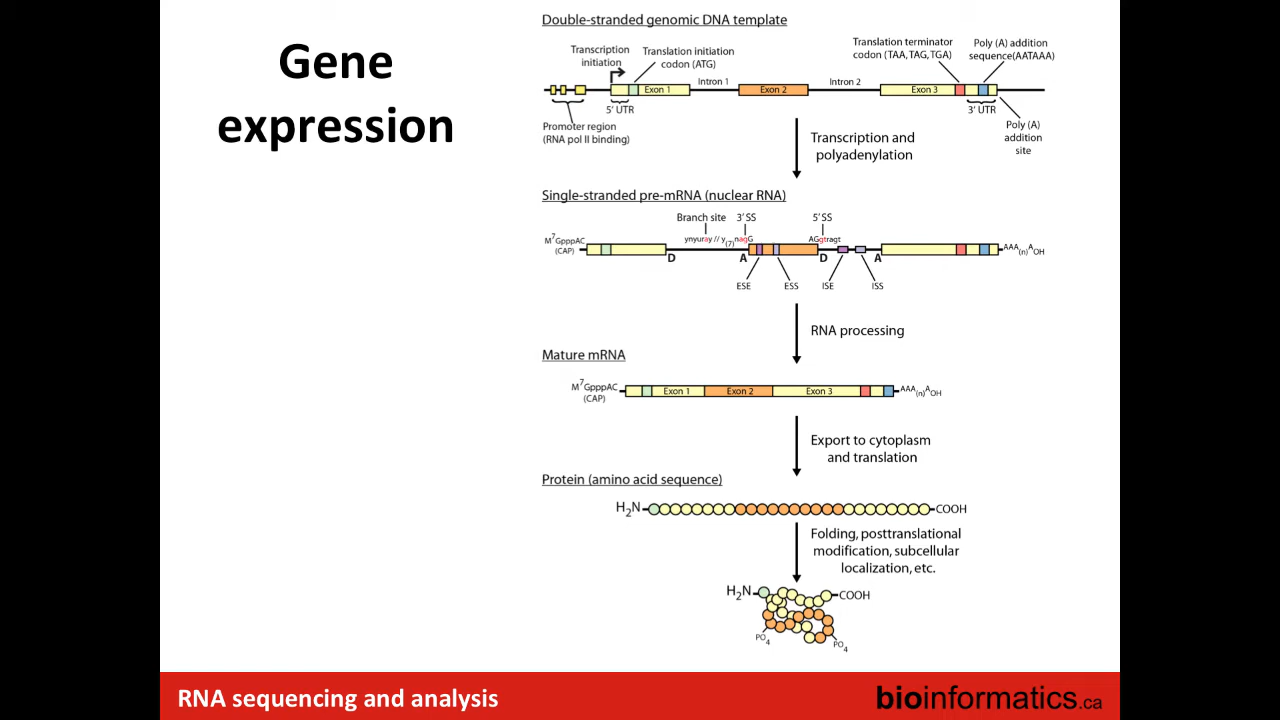 Gene
expression
Double-stranded genomic DNA template
Transcription
initiation
Translation initiation
codon (ATG)
Translation terminator
codon (TAA, TAG, TGA)
Poly (A) addition
sequence(AATAAA)
Intron 1
Intron 2
Exon 1
Exon 2
Exon 3
5' UTR
3' UTR
Promoter region
(RNA pol II binding)
Poly (A)
addition
site
Transcription and
polyadenylation
Single-stranded pre-mRNA (nuclear RNA)
Branch site
3' SS
5' SS
M7GpppAC
(CAP)
ynyuray // y(7)nagG
AGgtragt
AAA(n)AOH
D
A
D
A
ESE
ESS
ISE
ISS
RNA processing
Mature mRNA
M7GpppAC
(CAP)
Exon 1
Exon 2
Exon 3
AAA(n)AOH
Export to cytoplasm
and translation
Protein (amino acid sequence)
H2N
COOH
Folding, posttranslational
modification, subcellular
localization, etc.
H2N
COOH
PO4
PO4
RNA sequencing and analysis
bioinformatics.ca